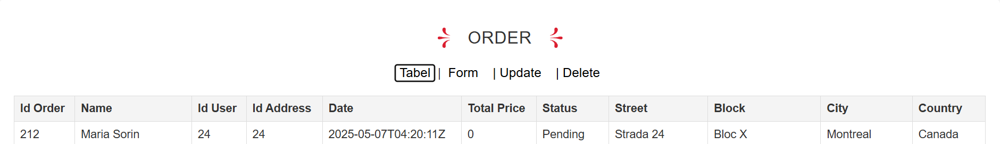 ORDER
Tabel | Form | Update | Delete
Id Order Name Id User Id Address Date Total Price Status Street Block City Country
212 Maria Sorin 24 24 2025-05-07T04:20:11Z 0 Pending Strada 24 Bloc X Montreal Canada